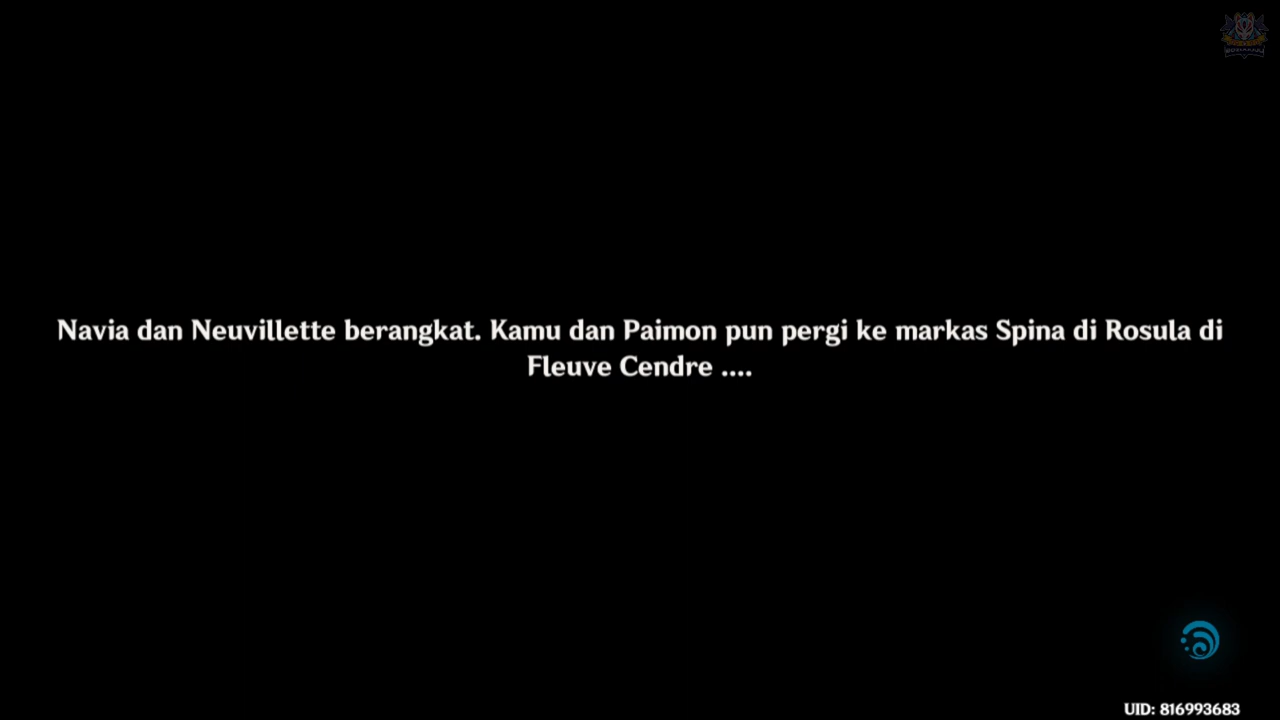 Navia dan Neuvillette berangkat. Kamu dan Paimon pun pergi ke markas Spina di Rosula di
Fleuve Cendre ....
UID: 816993683